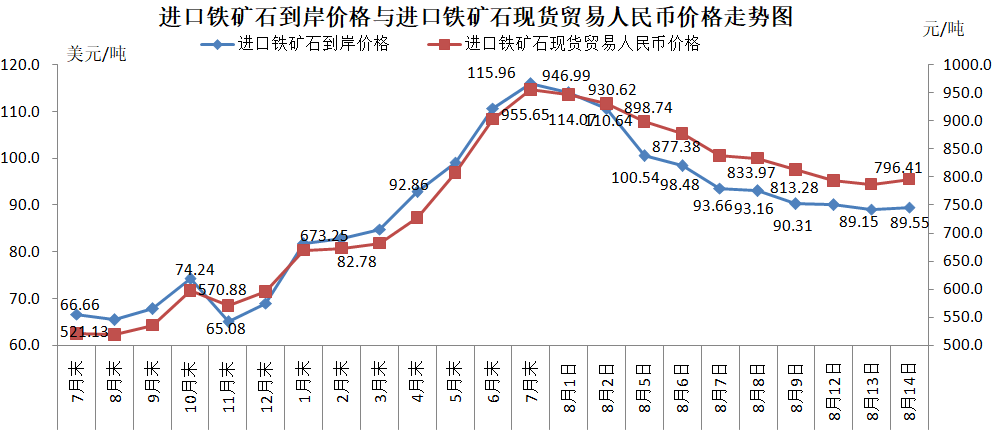 进口铁矿石到岸价格与进口铁矿石现货贸易人民币价格走势图
进口铁矿石到岸价格 进口铁矿石现货贸易人民币价格
美元/吨 元/吨
120.0
110.0
100.0
90.0
80.0
70.0
60.0
1000.0
950.0
900.0
850.0
800.0
750.0
700.0
650.0
600.0
550.0
500.0
66.66
521.13
74.24
570.88
65.08
673.25
82.78
92.86
115.96
955.65
946.99
114.07
930.62
110.64
898.74
100.54
877.38
98.48
93.66
833.97
93.16
813.28
90.31
89.15
796.41
89.55
7月末
8月末
9月末
10月末
11月末
12月末
1月末
2月末
3月末
4月末
5月末
6月末
7月末
8月1日
8月2日
8月5日
8月6日
8月7日
8月8日
8月9日
8月12日
8月13日
8月14日